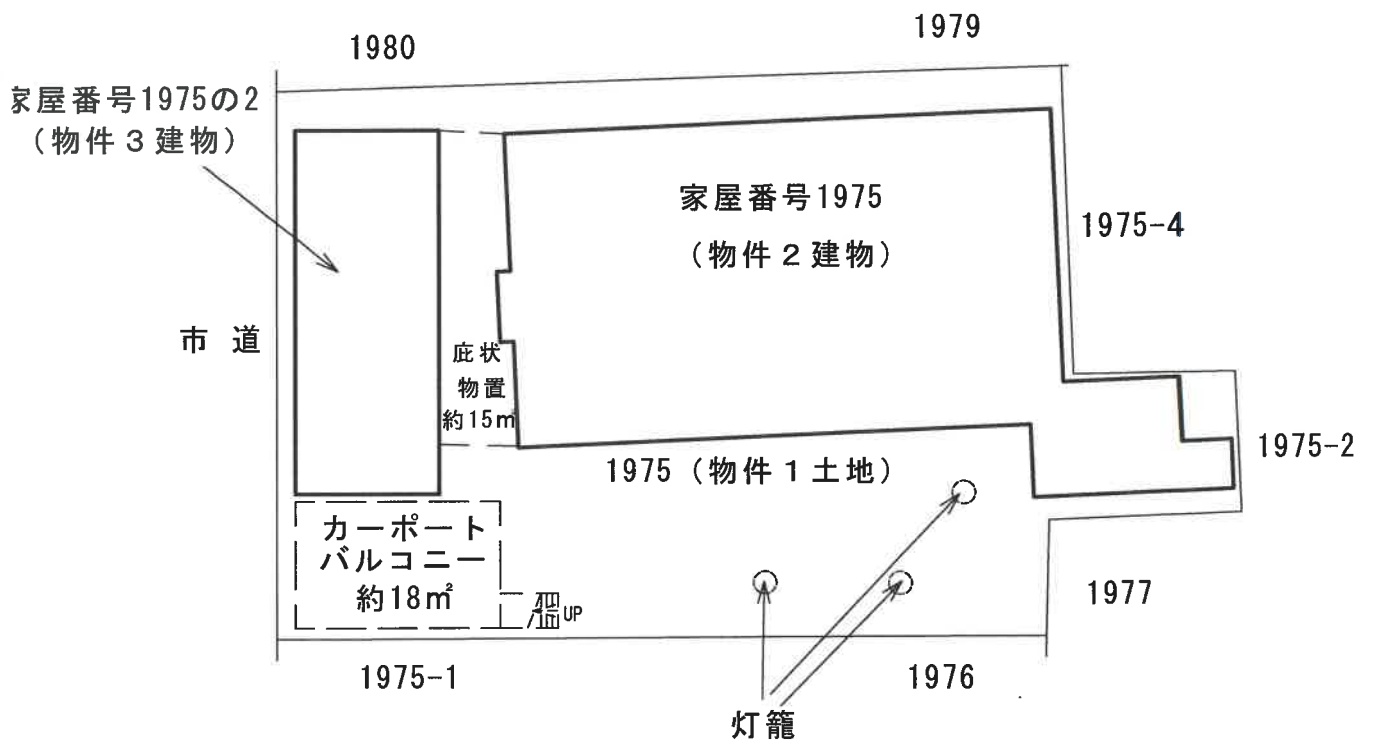 1980
1979
家屋番号1975の2
（物件３建物）
家屋番号1975
（物件２建物）
1975-4
市 道
庇状
物置
約15㎡
1975-2
1975（物件１土地）
カーポート
バルコニー
約18㎡
UP
1977
1975-1
1976
灯籠